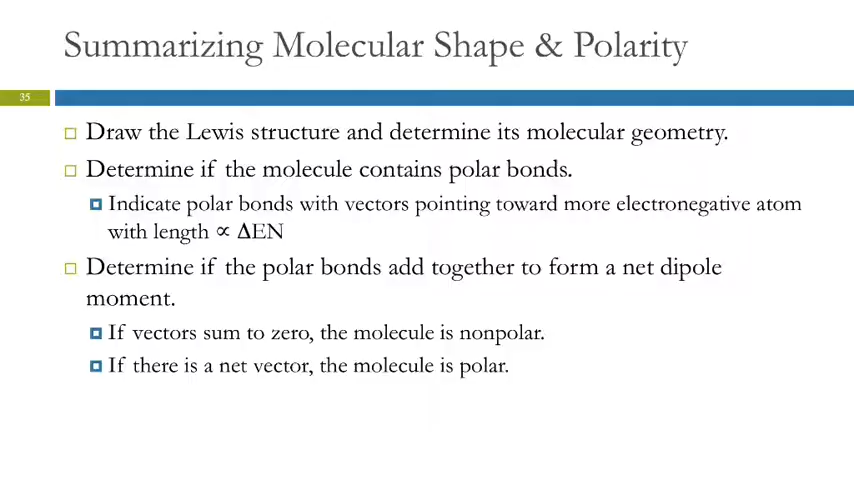 Summarizing Molecular Shape & Polarity
35
Draw the Lewis structure and determine its molecular geometry.
Determine if the molecule contains polar bonds.
Indicate polar bonds with vectors pointing toward more electronegative atom
with length ∝ ΔEN
Determine if the polar bonds add together to form a net dipole
moment.
If vectors sum to zero, the molecule is nonpolar.
If there is a net vector, the molecule is polar.